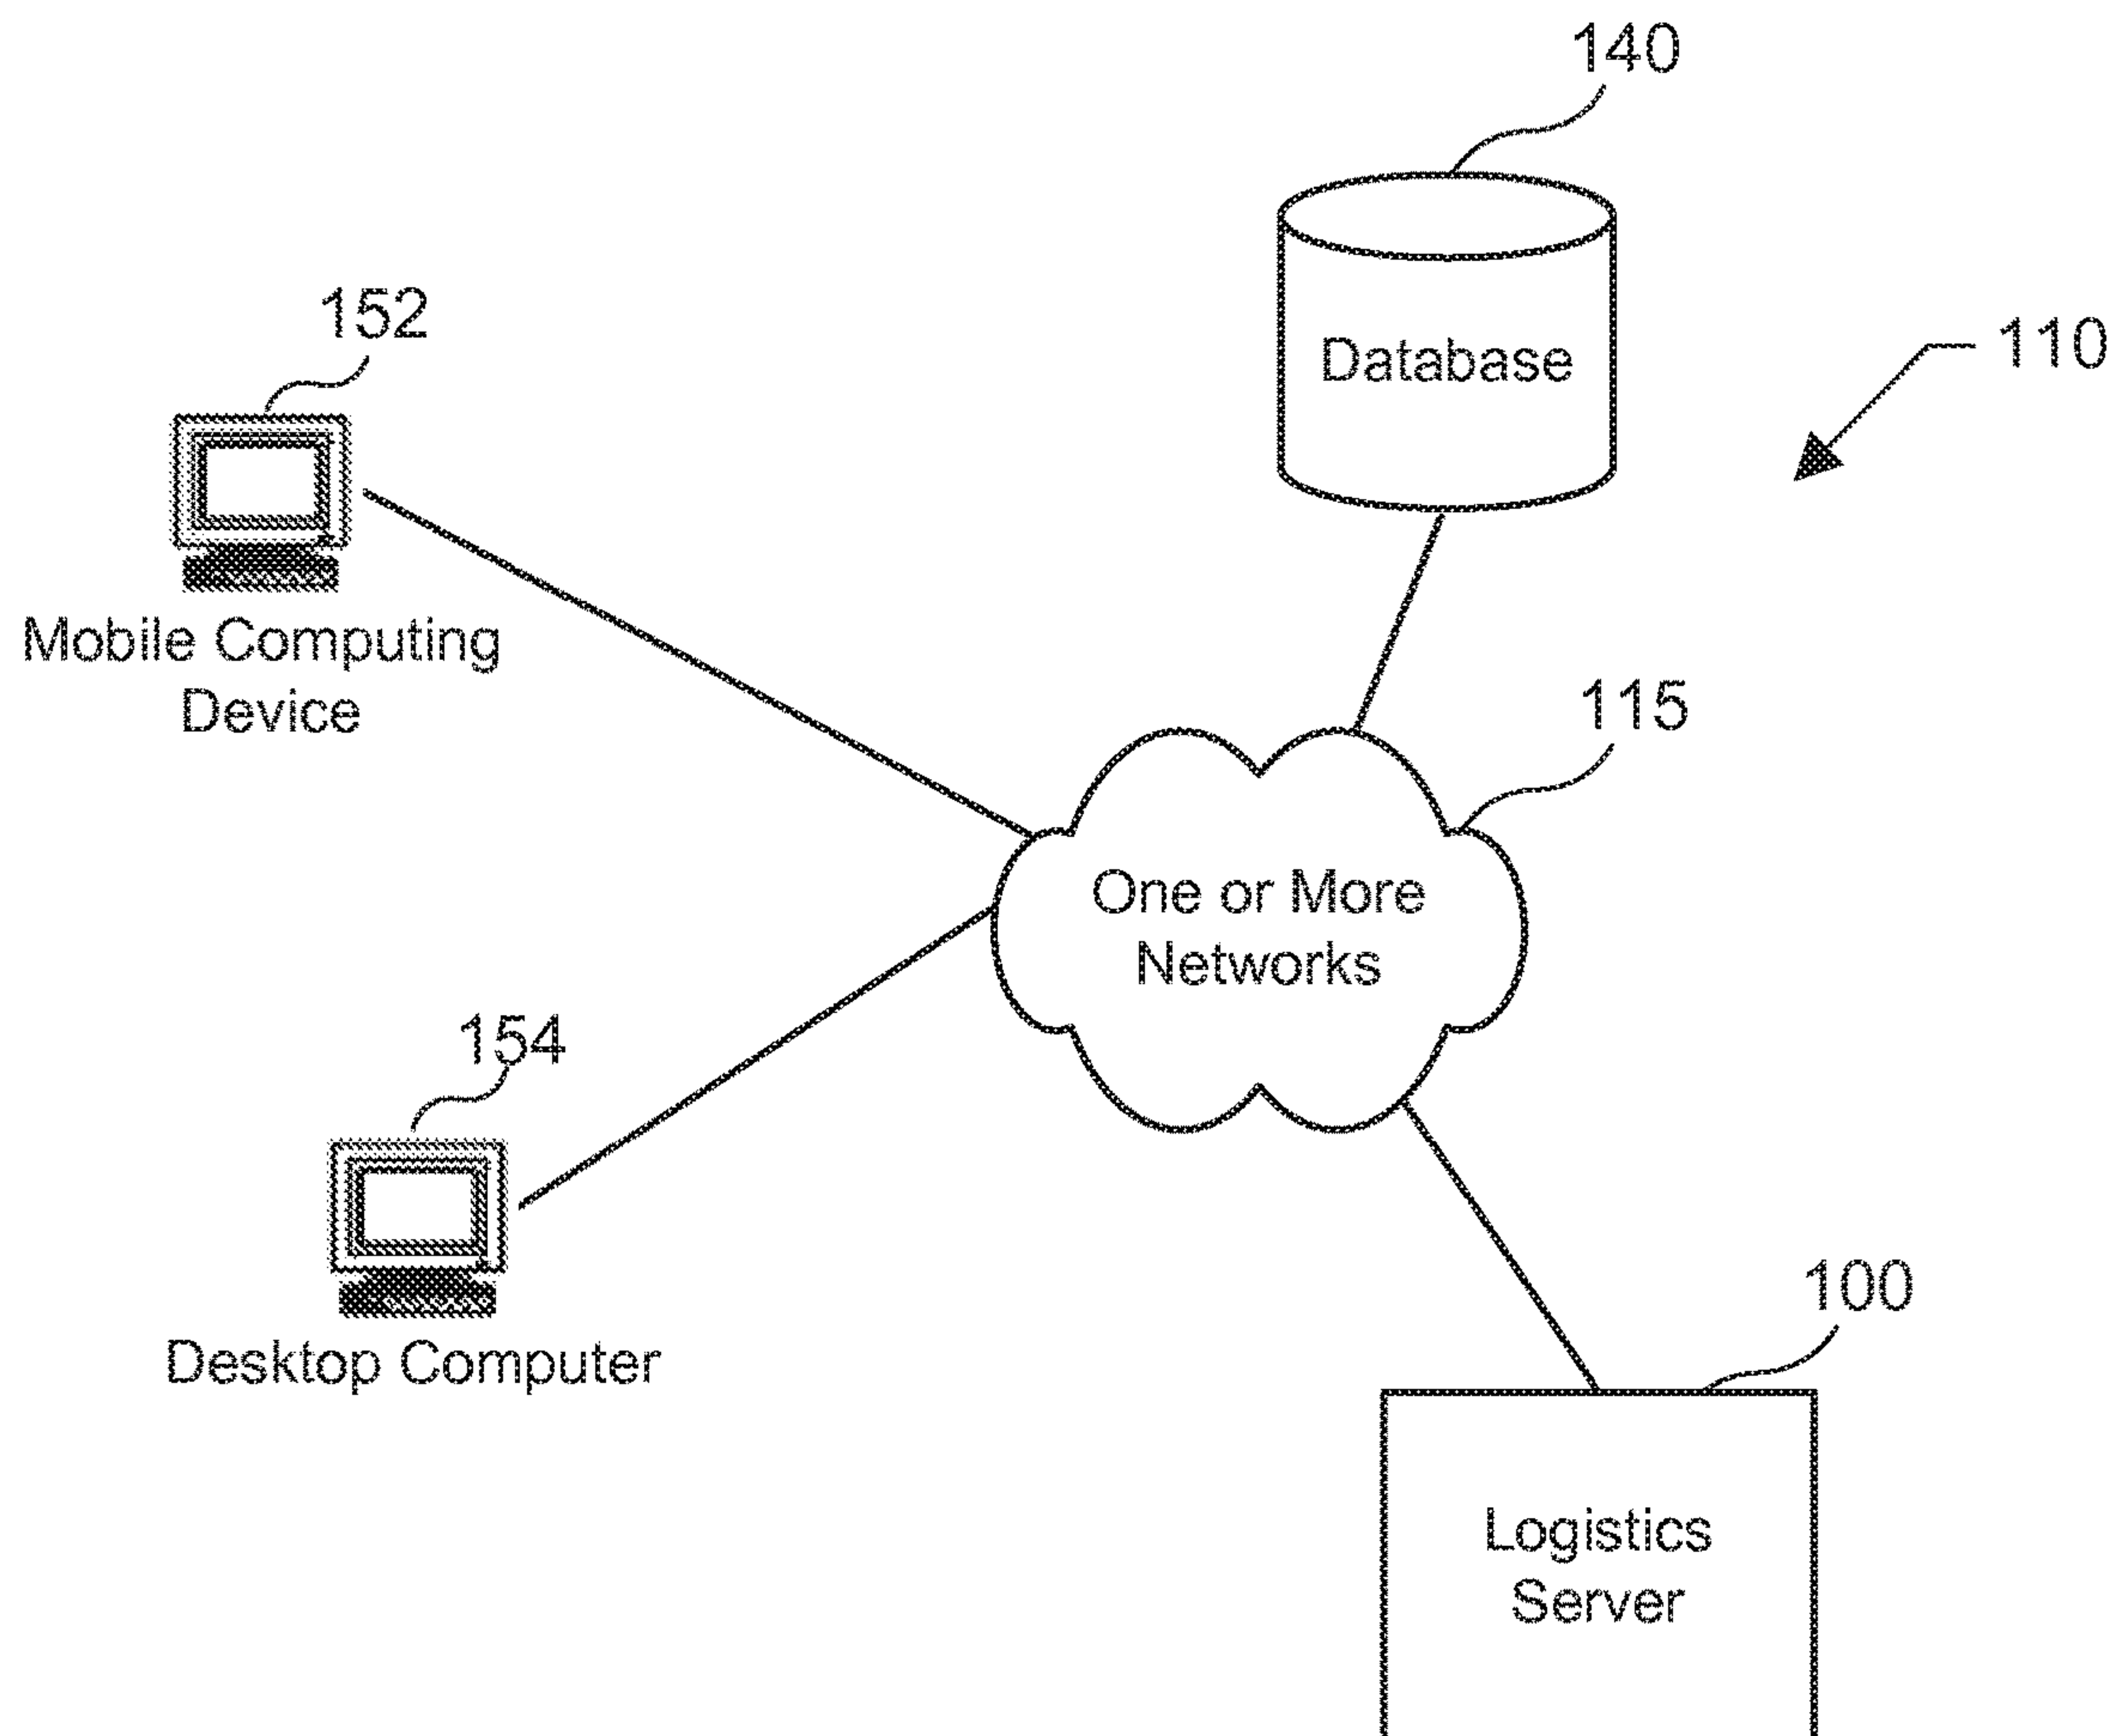 140
152
110
Database
Mobile Computing
Device
115
One or More
Networks
154
100
Desktop Computer
Logistics
Server